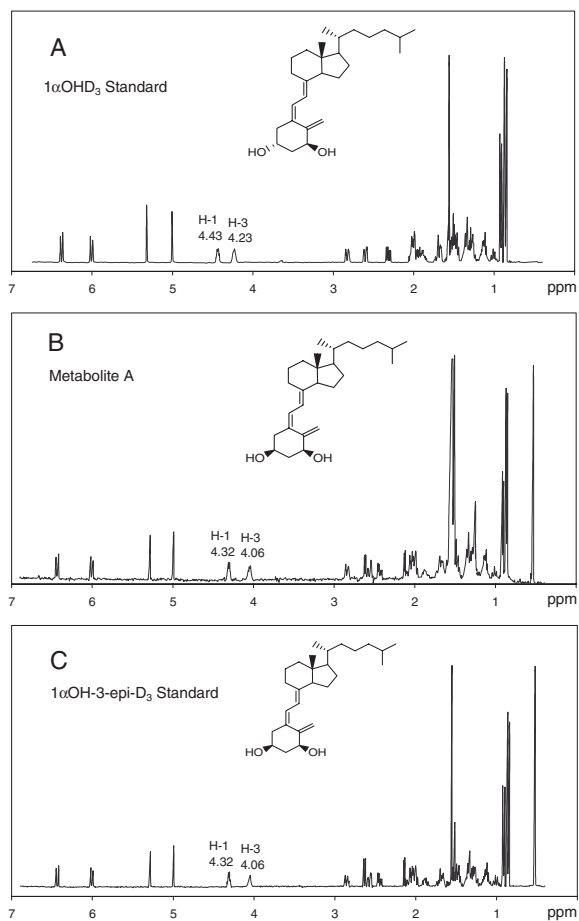 A
1αOHD₃ Standard
HO
OH
H-1 H-3
4.43 4.23
7 6 5 4 3 2 1 ppm
B
Metabolite A
HO
OH
H-1 H-3
4.32 4.06
7 6 5 4 3 2 1 ppm
C
1αOH-3-epi-D₃ Standard
HO
OH
H-1 H-3
4.32 4.06
7 6 5 4 3 2 1 ppm